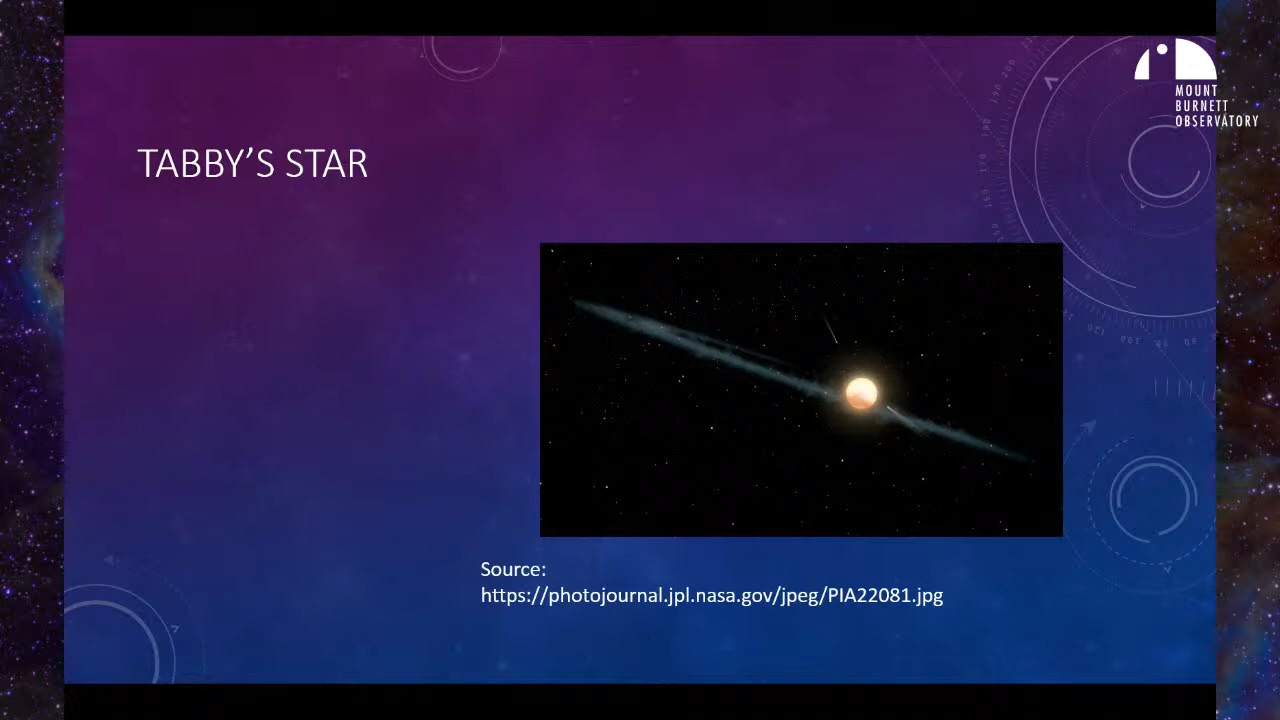 MOUNT
BURNETT
OBSERVATORY
TABBY'S STAR
Source:
https://photojournal.jpl.nasa.gov/jpeg/PIA22081.jpg